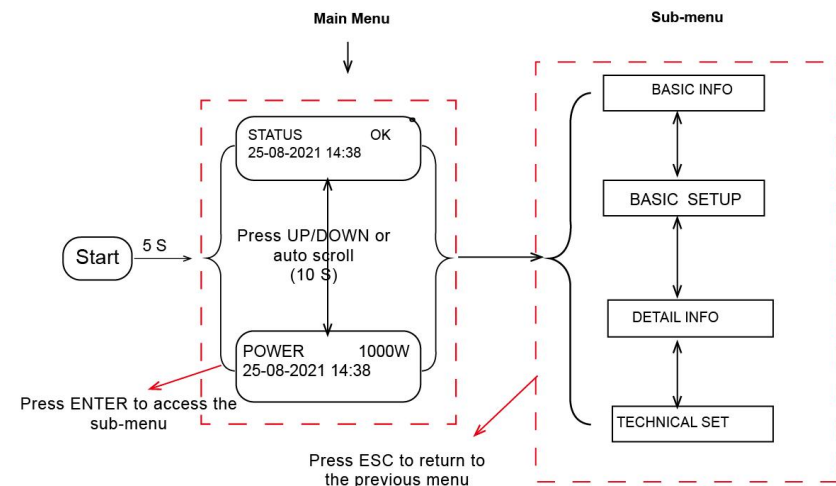 Main Menu
Sub-menu
Start
5 S
STATUS OK
25-08-2021 14:38
Press UP/DOWN or
auto scroll
(10 S)
POWER 1000W
25-08-2021 14:38
Press ENTER to access the
sub-menu
Press ESC to return to
the previous menu
BASIC INFO
BASIC SETUP
DETAIL INFO
TECHNICAL SET